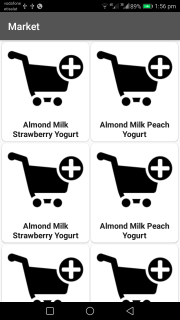 vodafone
89% 1:56 pm
Market
Almond Milk
Strawberry Yogurt
Almond Milk Peach
Yogurt
Almond Milk
Strawberry Yogurt
Almond Milk Peach
Yogurt